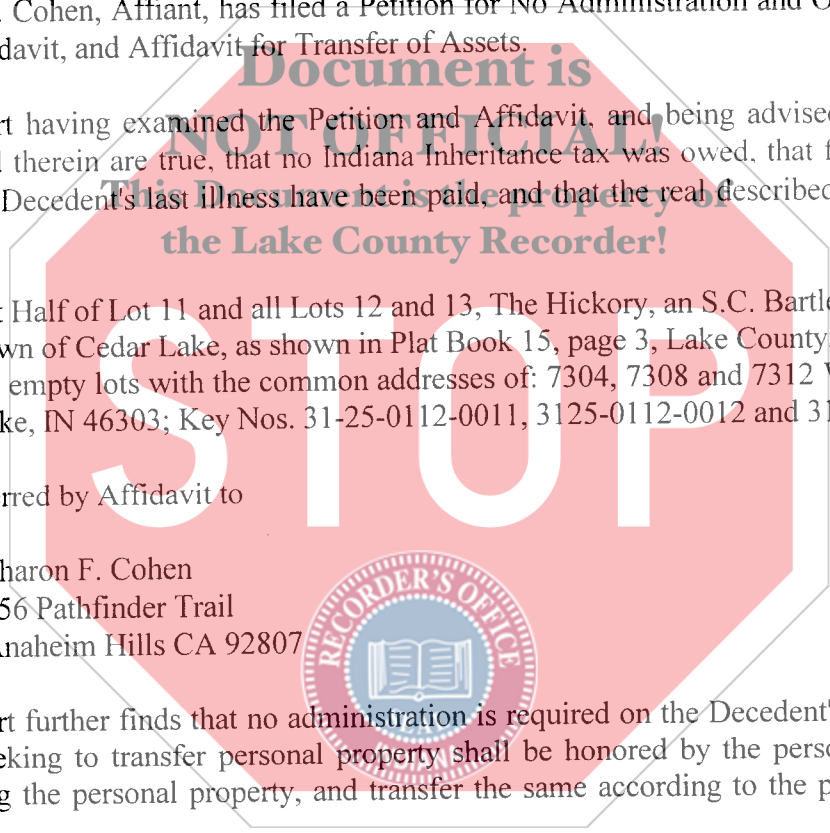 . Cohen, Affiant, has filed a Petition for No Administration and O
davit, and Affidavit for Transfer of Assets.
Document is
rt having examined the Petition and Affidavit, and being advise
NOT OFFICIAL!
l therein are true, that no Indiana Inheritance tax was owed, that f
This Document is the property of
Decedent's last illness have been paid, and that the real described
the Lake County Recorder!
t Half of Lot 11 and all Lots 12 and 13, The Hickory, an S.C. Bartle
wn of Cedar Lake, as shown in Plat Book 15, page 3, Lake County,
empty lots with the common addresses of: 7304, 7308 and 7312 W
ke, IN 46303; Key Nos. 31-25-0112-0011, 3125-0112-0012 and 31
STOP
rred by Affidavit to
haron F. Cohen
56 Pathfinder Trail
Anaheim Hills CA 92807
RECORDER'S OFFICE
rt further finds that no administration is required on the Decedent'
eking to transfer personal property shall be honored by the perso
g the personal property, and transfer the same according to the p